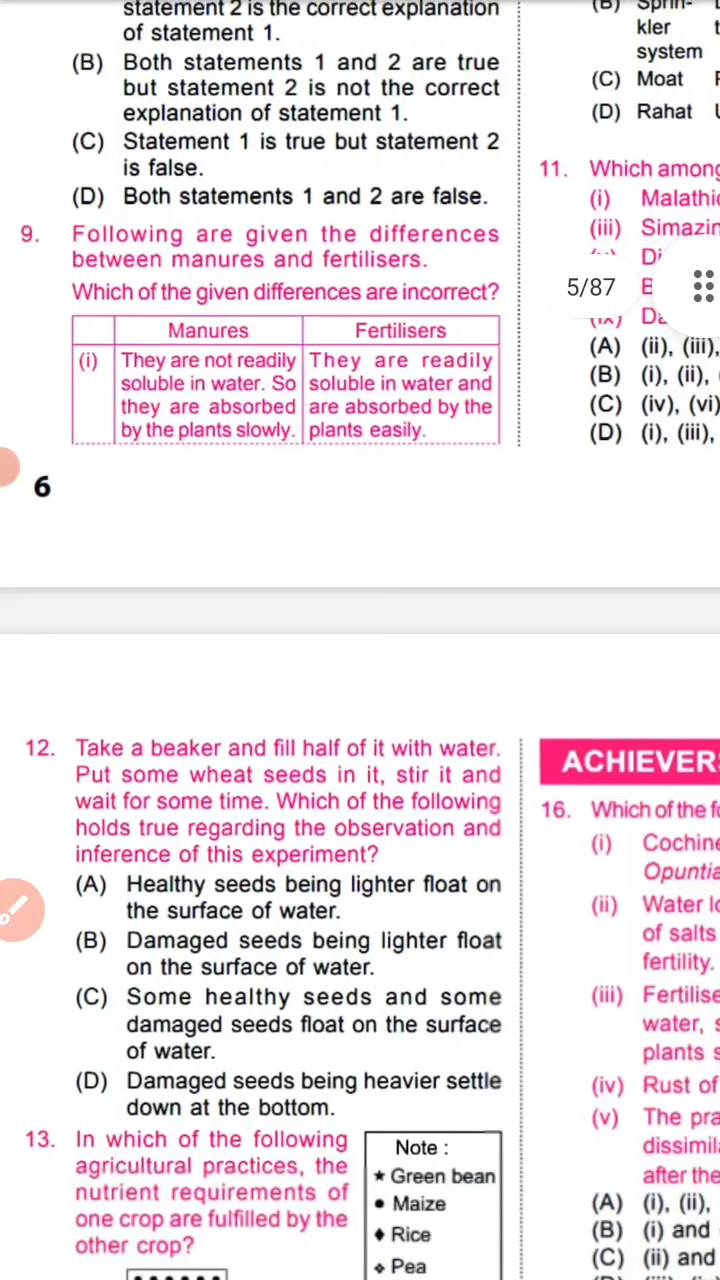 statement 2 is the correct explanation
of statement 1.
(B) Both statements 1 and 2 are true
but statement 2 is not the correct
explanation of statement 1.
(C) Statement 1 is true but statement 2
is false.
(D) Both statements 1 and 2 are false.
9. Following are given the differences
between manures and fertilisers.
Which of the given differences are incorrect?
Manures Fertilisers
(i) They are not readily They are readily
soluble in water. So soluble in water and
they are absorbed are absorbed by the
by the plants slowly. plants easily.
6
(B) Sprin-
kler
system
(C) Moat
(D) Rahat
11. Which among
(i)
(iii)
5/87
(ix)
(A) (ii), (iii),
(B) (i), (ii),
(C) (iv), (vi)
(D) (i), (iii),
12. Take a beaker and fill half of it with water.
Put some wheat seeds in it, stir it and
wait for some time. Which of the following
holds true regarding the observation and
inference of this experiment?
(A) Healthy seeds being lighter float on
the surface of water.
(B) Damaged seeds being lighter float
on the surface of water.
(C) Some healthy seeds and some
damaged seeds float on the surface
of water.
(D) Damaged seeds being heavier settle
down at the bottom.
13. In which of the following
agricultural practices, the
nutrient requirements of
one crop are fulfilled by the
other crop?
Note :
★ Green bean
● Maize
♦ Rice
❖ Pea
ACHIEVER
16. Which of the
(i)
Opuntia
(ii) Water
of salts
fertility.
(iii)
water,
plants
(iv) Rust of
(v) The
after the
(A) (i), (ii),
(B) (i) and
(C) (ii) and